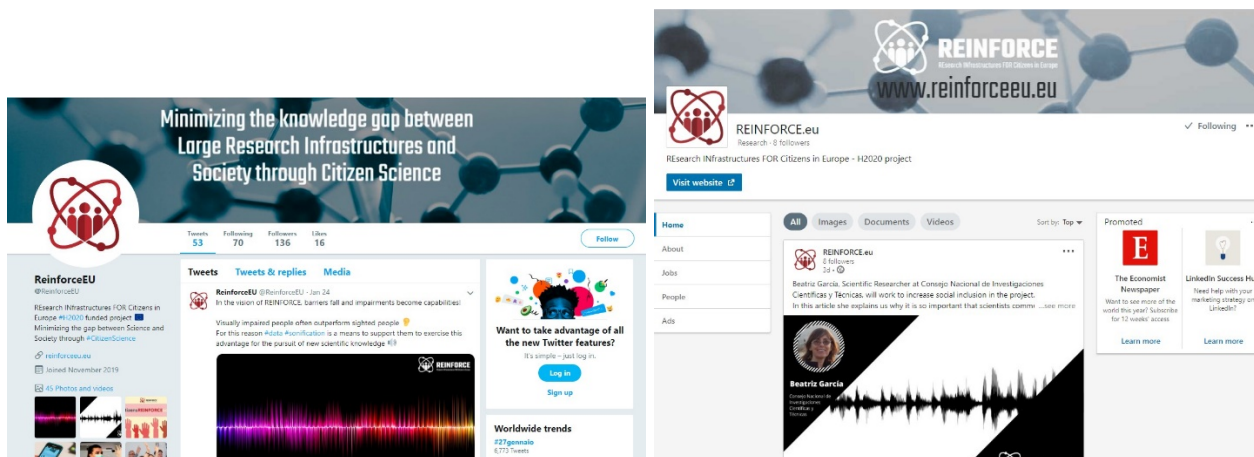 Minimizing the knowledge gap between
Large Research Infrastructures and
Society through Citizen Science
Tweets
53
Following
70
Followers
136
Likes
16
Follow
ReinforceEU
@ReinforceEU
REsearch INfrastructures FOR Citizens in
Europe #H2020 funded project
Minimizing the gap between Science and
Society through #CitizenScience
reinforceeu.eu
Joined November 2019
45 Photos and videos
Tweets Tweets & replies Media
ReinforceEU @ReinforceEU · Jan 24
In the vision of REINFORCE, barriers fall and impairments become capabilities!
Visually impaired people often outperform sighted people
For this reason #data #sonification is a means to support them to exercise this
advantage for the pursuit of new scientific knowledge
REINFORCE
Want to take advantage of all
the new Twitter features?
It's simple – just log in.
Log in
Sign up
Worldwide trends
#27gennaio
6,773 Tweets
REINFORCE
REsearch INfrastructures FOR Citizens in Europe
www.reinforceeu.eu
REINFORCE.eu
Research · 8 followers
REsearch INfrastructures FOR Citizens in Europe - H2020 project
Following
Visit website
Home
About
Jobs
People
Ads
All Images Documents Videos
Sort by: Top
REINFORCE.eu
8 followers
3d
Beatriz García, Scientific Researcher at Consejo Nacional de Investigaciones
Científicas y Técnicas, will work to increase social inclusion in the project.
In this article she explains us why it is so important that scientists comme ...see more
Beatriz García
Consejo Nacional de
Investigaciones
Científicas y
Técnicas
Promoted
The Economist
Newspaper
Want to see more of the
world this year? Subscribe
for 12 weeks' access
Learn more
LinkedIn Success Hu
Need help with your
marketing strategy on
LinkedIn?
Learn more